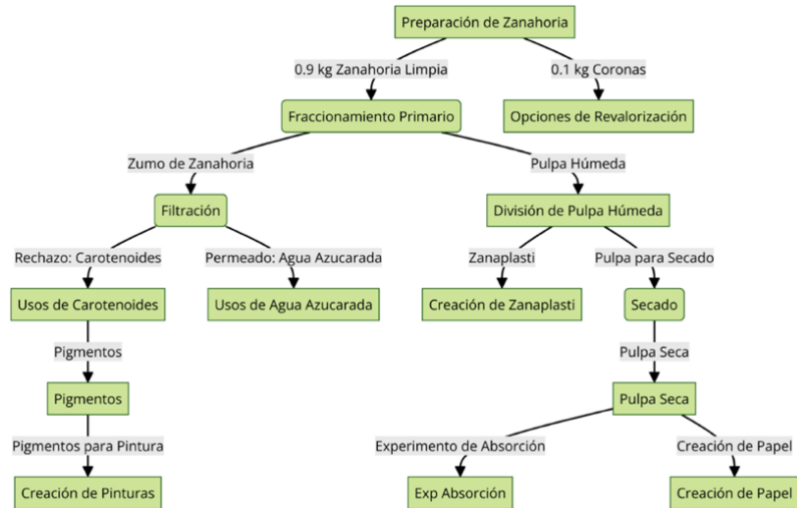 Preparación de Zanahoria
0.9 kg Zanahoria Limpia
0.1 kg Coronas
Fraccionamiento Primario
Opciones de Revalorización
Zumo de Zanahoria
Pulpa Húmeda
Filtración
División de Pulpa Húmeda
Rechazo: Carotenoides
Permeado: Agua Azucarada
Zanaplasti
Pulpa para Secado
Usos de Carotenoides
Usos de Agua Azucarada
Creación de Zanaplasti
Secado
Pigmentos
Pulpa Seca
Pigmentos
Pulpa Seca
Pigmentos para Pintura
Experimento de Absorción
Creación de Papel
Creación de Pinturas
Exp Absorción
Creación de Papel